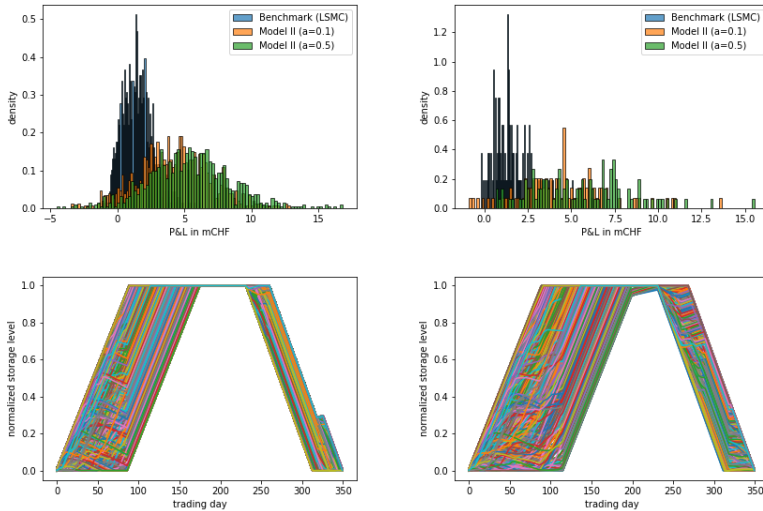 0.5
0.4
0.3
0.2
0.1
0.0
density
Benchmark (LSMC)
Model II (a=0.1)
Model II (a=0.5)
−5 0 5 10 15
P&L in mCHF
1.2
1.0
0.8
0.6
0.4
0.2
0.0
density
Benchmark (LSMC)
Model II (a=0.1)
Model II (a=0.5)
0.0 2.5 5.0 7.5 10.0 12.5 15.0
P&L in mCHF
1.0
0.8
0.6
0.4
0.2
0.0
normalized storage level
0 50 100 150 200 250 300 350
trading day
1.0
0.8
0.6
0.4
0.2
0.0
normalized storage level
0 50 100 150 200 250 300 350
trading day